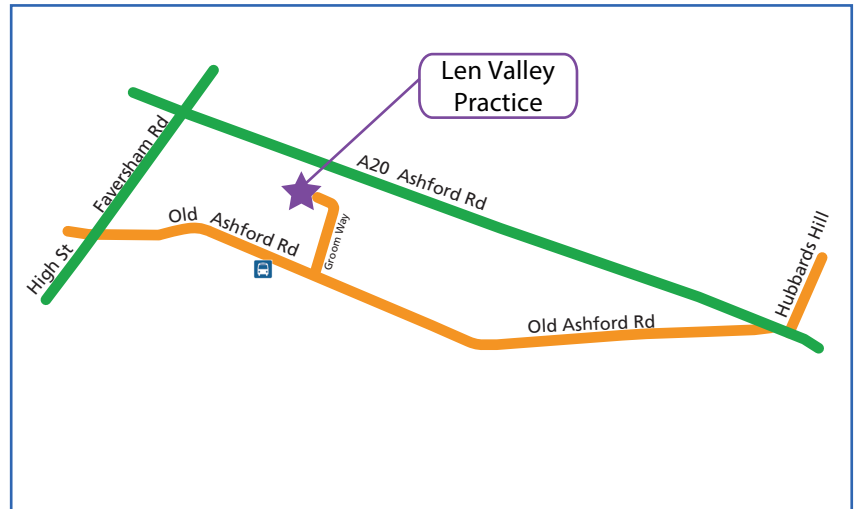 Len Valley
Practice
Faversham Rd
A20 Ashford Rd
Old Ashford Rd
Groom Way
High St
Hubbards Hill
Old Ashford Rd